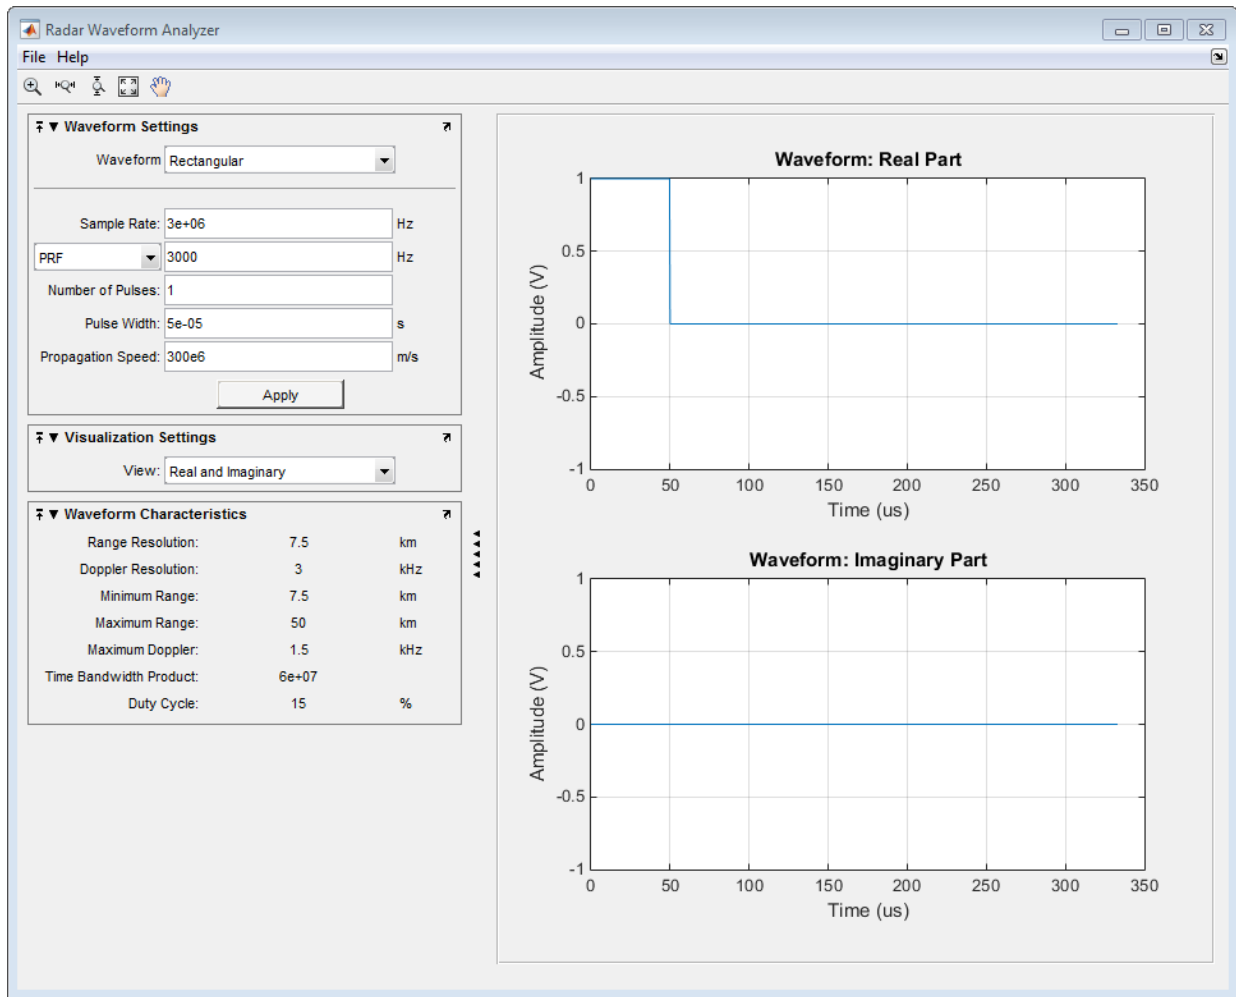 Radar Waveform Analyzer
File Help
Waveform Settings
Waveform Rectangular
Sample Rate: 3e+06 Hz
PRF 3000 Hz
Number of Pulses: 1
Pulse Width: 5e-05 s
Propagation Speed: 300e6 m/s
Apply
Visualization Settings
View: Real and Imaginary
Waveform Characteristics
Range Resolution: 7.5 km
Doppler Resolution: 3 kHz
Minimum Range: 7.5 km
Maximum Range: 50 km
Maximum Doppler: 1.5 kHz
Time Bandwidth Product: 6e+07
Duty Cycle: 15 %
Waveform: Real Part
1
0.5
0
-0.5
-1
Amplitude (V)
0 50 100 150 200 250 300 350
Time (us)
Waveform: Imaginary Part
1
0.5
0
-0.5
-1
Amplitude (V)
0 50 100 150 200 250 300 350
Time (us)